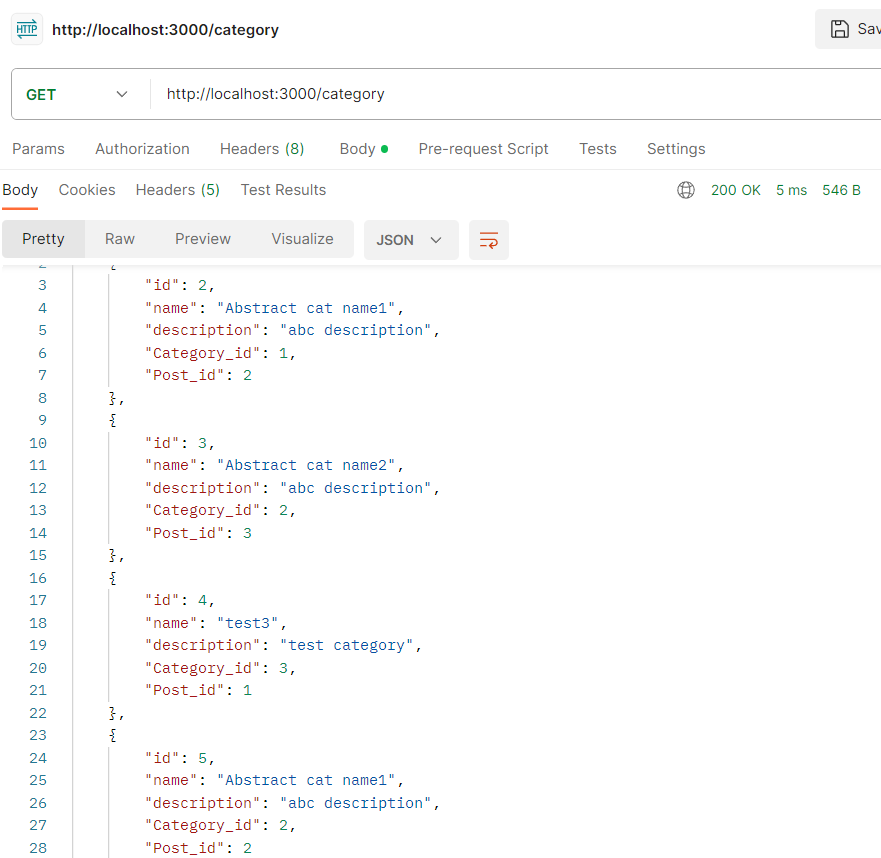 HTTP http://localhost:3000/category Sav
GET http://localhost:3000/category
Params Authorization Headers (8) Body Pre-request Script Tests Settings
Body Cookies Headers (5) Test Results 200 OK 5 ms 546 B
Pretty Raw Preview Visualize JSON
2 {
3 "id": 2,
4 "name": "Abstract cat name1",
5 "description": "abc description",
6 "Category_id": 1,
7 "Post_id": 2
8 },
9 {
10 "id": 3,
11 "name": "Abstract cat name2",
12 "description": "abc description",
13 "Category_id": 2,
14 "Post_id": 3
15 },
16 {
17 "id": 4,
18 "name": "test3",
19 "description": "test category",
20 "Category_id": 3,
21 "Post_id": 1
22 },
23 {
24 "id": 5,
25 "name": "Abstract cat name1",
26 "description": "abc description",
27 "Category_id": 2,
28 "Post_id": 2